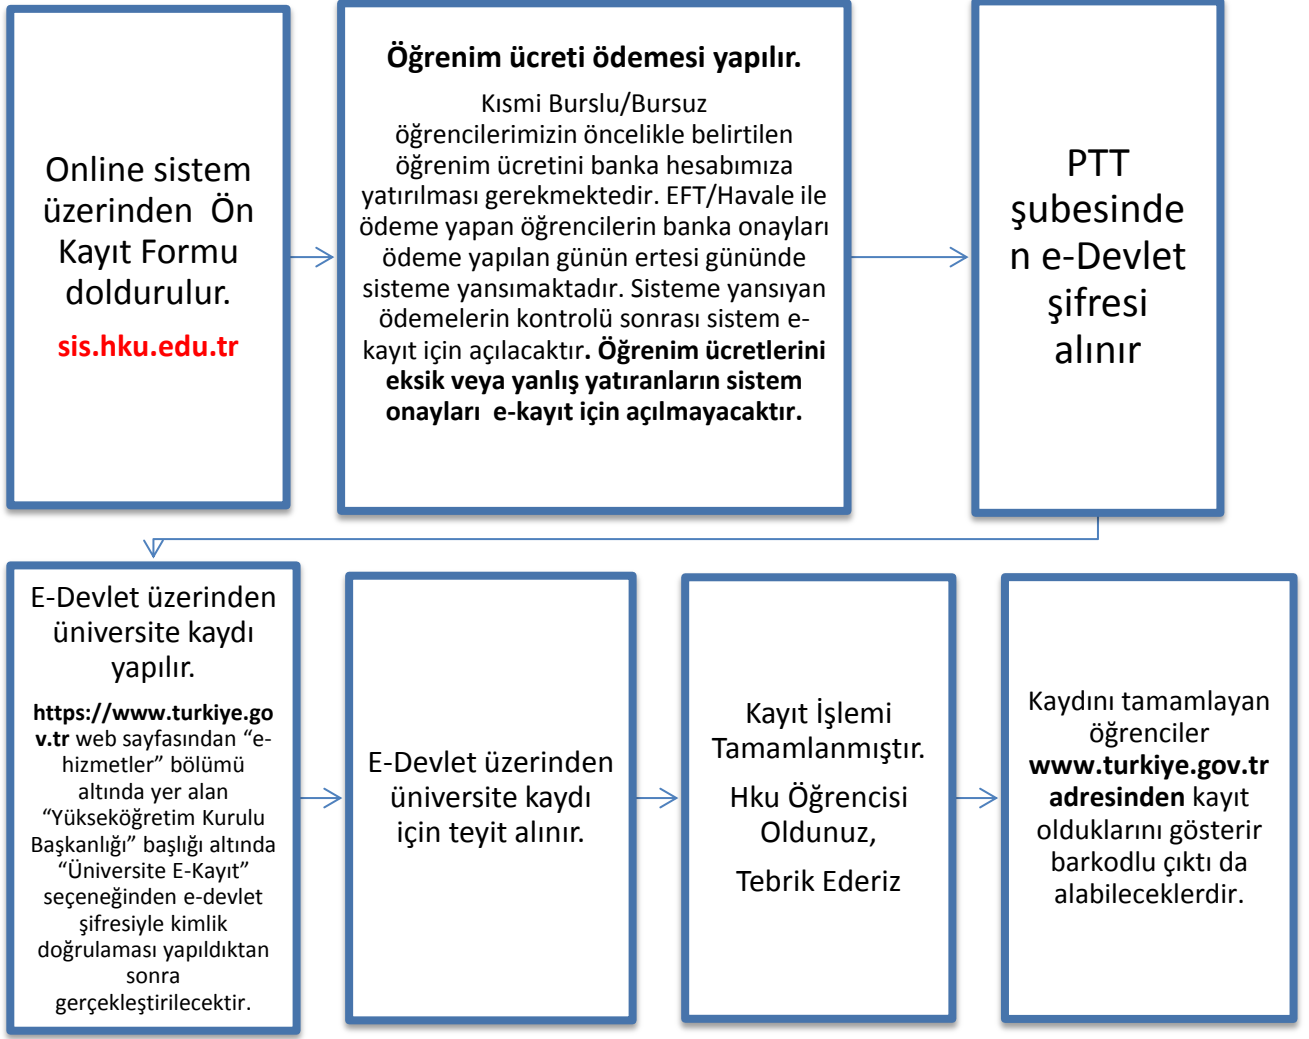 Online sistem
üzerinden  Ön
Kayıt Formu
doldurulur.
sis.hku.edu.tr
Öğrenim ücreti ödemesi yapılır.
Kısmi Burslu/Bursuz
öğrencilerimizin öncelikle belirtilen
öğrenim ücretini banka hesabımıza
yatırılması gerekmektedir. EFT/Havale ile
ödeme yapan öğrencilerin banka onayları
ödeme yapılan günün ertesi gününde
sisteme yansımaktadır. Sisteme yansıyan
ödemelerin kontrolü sonrası sistem e-
kayıt için açılacaktır. Öğrenim ücretlerini
eksik veya yanlış yatıranların sistem
onayları  e-kayıt için açılmayacaktır.
PTT
şubesinde
n e-Devlet
şifresi
alınır
E-Devlet üzerinden
üniversite kaydı
yapılır.
https://www.turkiye.go
v.tr web sayfasından “e-
hizmetler” bölümü
altında yer alan
“Yükseköğretim Kurulu
Başkanlığı” başlığı altında
“Üniversite E-Kayıt”
seçeneğinden e-devlet
şifresiyle kimlik
doğrulaması yapıldıktan
sonra
gerçekleştirilecektir.
E-Devlet üzerinden
üniversite kaydı
için teyit alınır.
Kayıt İşlemi
Tamamlanmıştır.
Hku Öğrencisi
Oldunuz,
Tebrik Ederiz
Kaydını tamamlayan
öğrenciler
www.turkiye.gov.tr
adresinden kayıt
olduklarını gösterir
barkodlu çıktı da
alabileceklerdir.